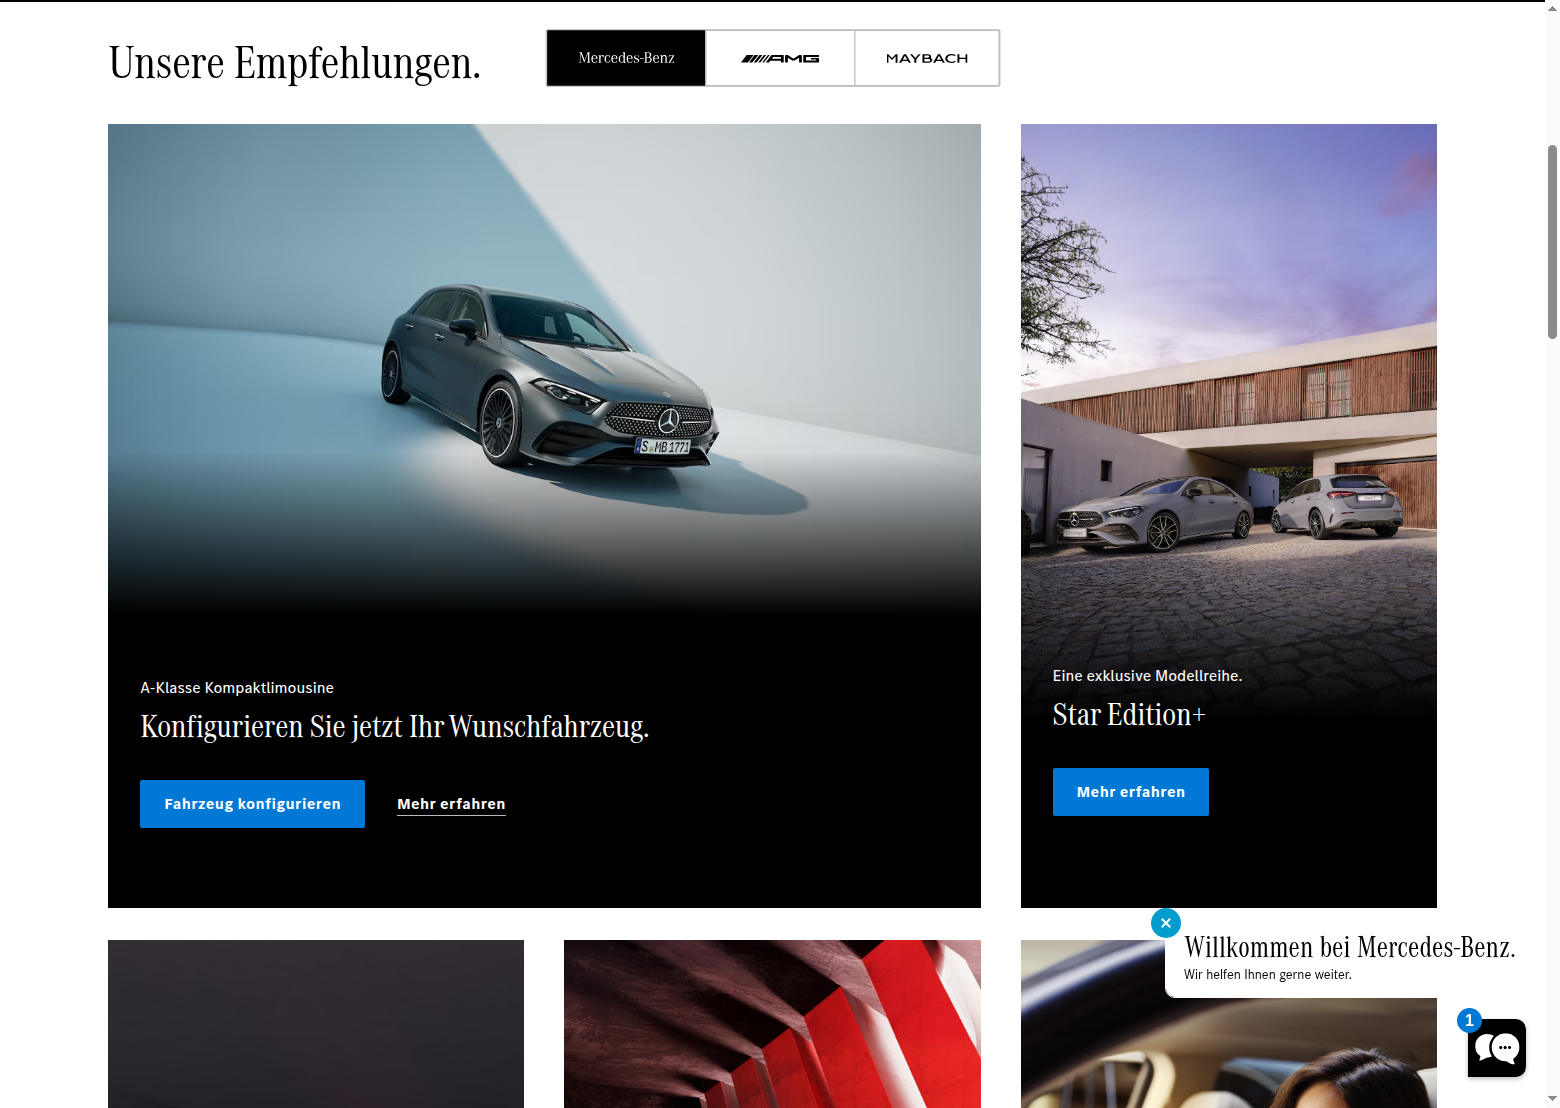 Unsere Empfehlungen.
Mercedes-Benz
AMG
MAYBACH
S MB 1771
A-Klasse Kompaktlimousine
Konfigurieren Sie jetzt Ihr Wunschfahrzeug.
Fahrzeug konfigurieren
Mehr erfahren
Eine exklusive Modellreihe.
Star Edition+
Mehr erfahren
Willkommen bei Mercedes-Benz.
Wir helfen Ihnen gerne weiter.
1